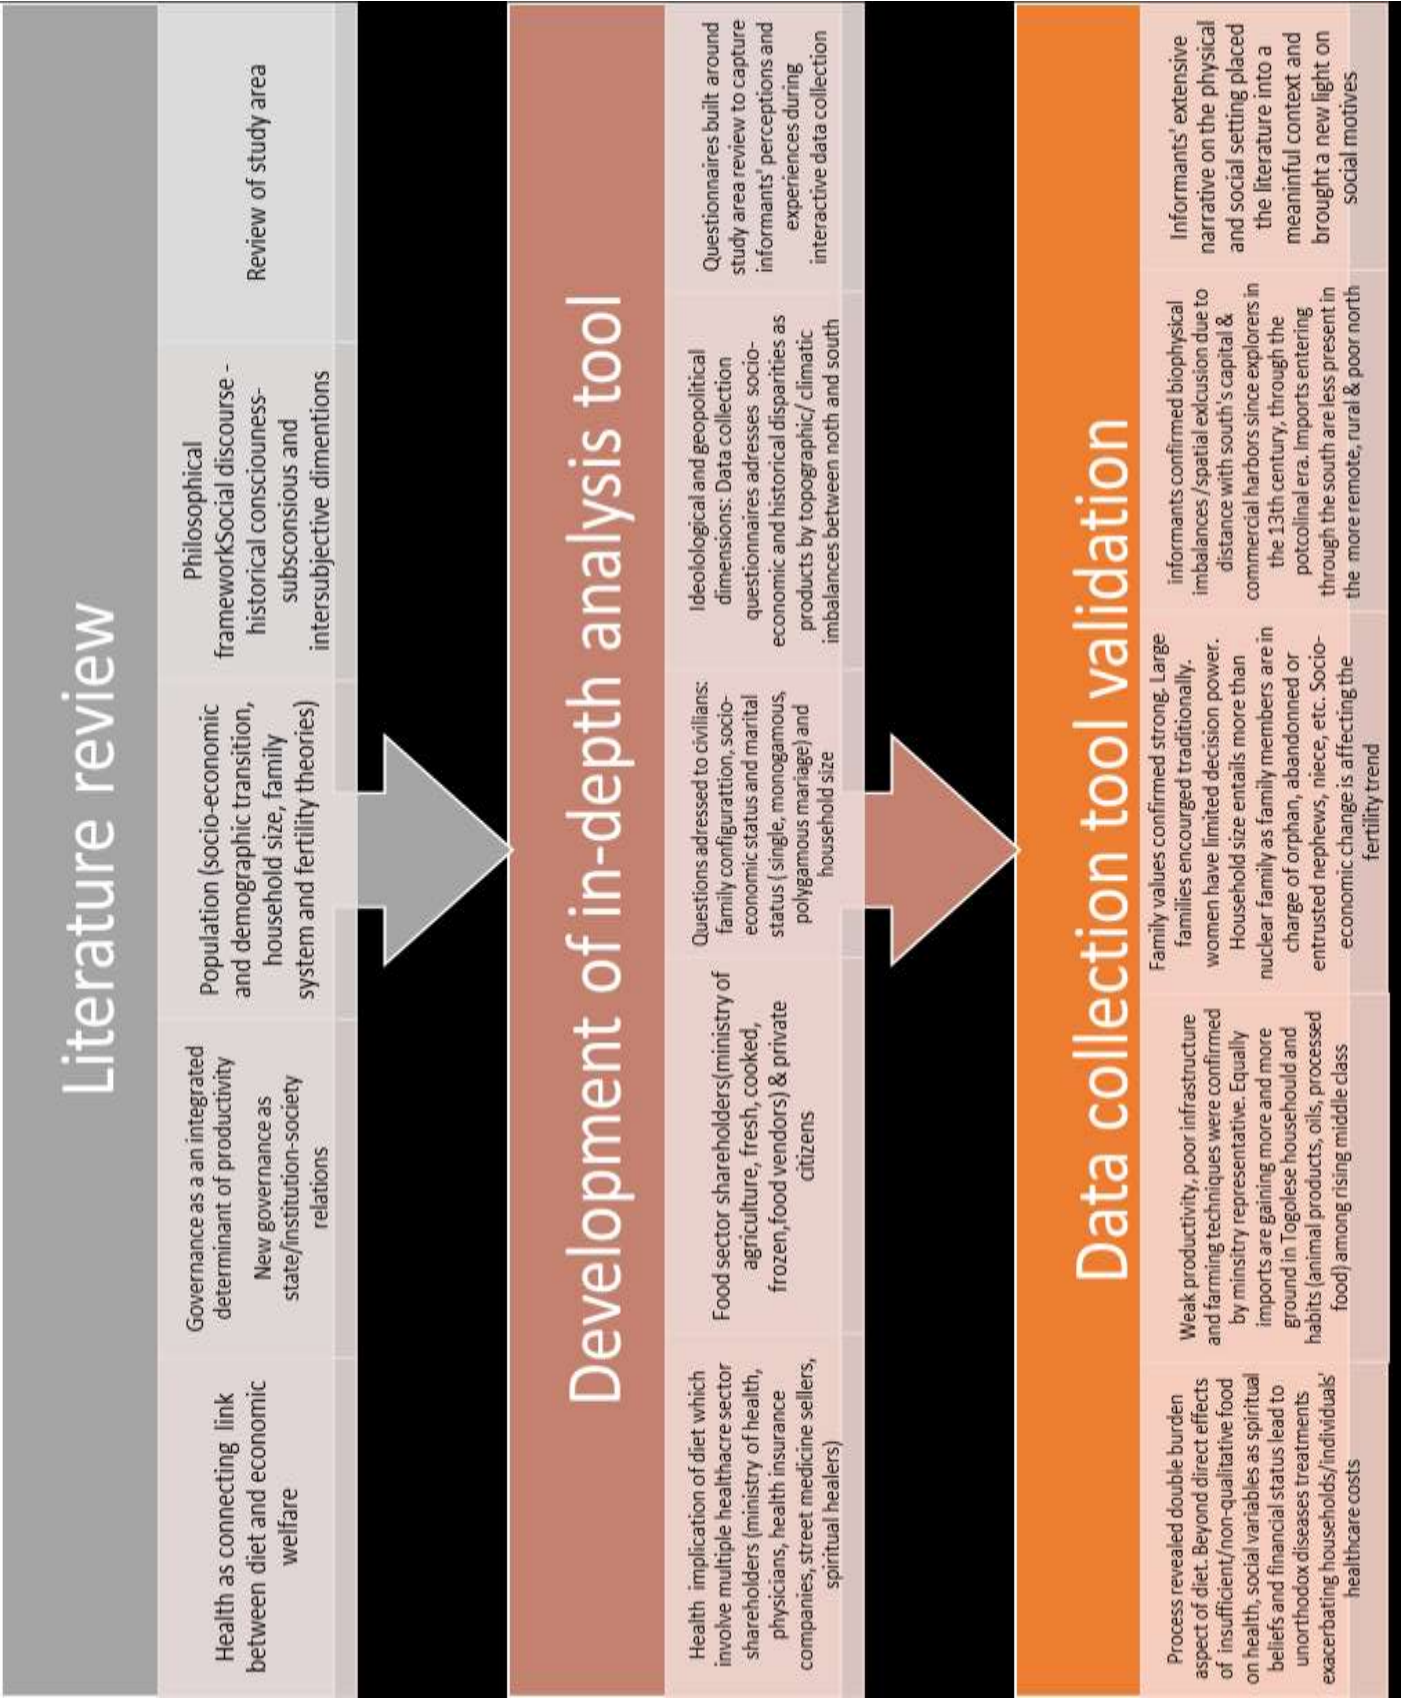 Literature review
Health as connecting link
between diet and economic
welfare
Governance as a an integrated
determinant of productivity
New governance as
state/institution-society
relations
Population (socio-economic
and demographic transition,
household size, family
system and fertility theories)
Philosophical
frameworkSocial discourse -
historical consciouness-
subsconsious and
intersubjective dimentions
Review of study area
Development of in-depth analysis tool
Health implication of diet which
involve multiple healthacre sector
shareholders (ministry of health,
physicians, health insurance
companies, street medicine sellers,
spiritual healers)
Food sector shareholders(ministry of
agriculture, fresh, cooked,
frozen,food vendors) & private
citizens
Questions adressed to civilians:
family configurattion, socio-
economic status and marital
status ( single, monogamous,
polygamous mariage) and
household size
Ideolological and geopolitical
dimensions: Data collection
questionnaires adresses socio-
economic and historical disparities as
products by topographic/ climatic
imbalances between noth and south
Questionnaires built around
study area review to capture
informants' perceptions and
experiences during
interactive data collection
Data collection tool validation
Process revealed double burden
aspect of diet. Beyond direct effects
of insufficient/non-qualitative food
on health, social variables as spiritual
beliefs and financial status lead to
unorthodox diseases treatments
exacerbating households/individuals'
healthcare costs
Weak productivity, poor infrastructure
and farming techniques were confirmed
by minsitry representative. Equally
imports are gaining more and more
ground in Togolese househould and
habits (animal products, oils, processed
food) among rising middle class
Family values confirmed strong. Large
families encourged traditionally.
women have limited decision power.
Household size entails more than
nuclear family as family members are in
charge of orphan, abandonned or
entrusted nephews, niece, etc. Socio-
economic change is affecting the
fertility trend
informants confirmed biophysical
imbalances /spatial exlcusion due to
distance with south's capital &
commercial harbors since explorers in
the 13th century, through the
potcolinal era. Imports entering
through the south are less present in
the more remote, rural & poor north
Informants' extensive
narrative on the physical
and social setting placed
the literature into a
meaninful context and
brought a new light on
social motives